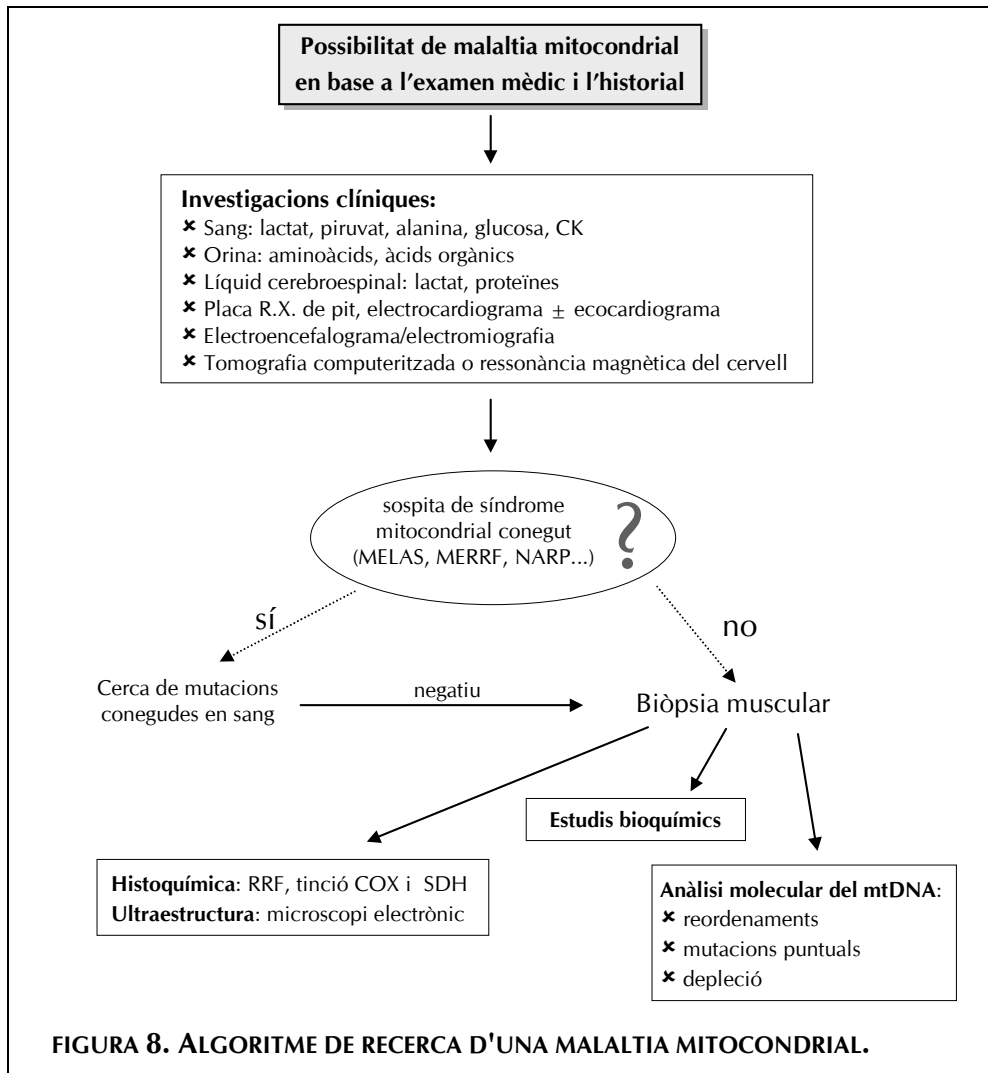 Possibilitat de malaltia mitocondrial
en base a l'examen mèdic i l'historial
Investigacions clíniques:
✘ Sang: lactat, piruvat, alanina, glucosa, CK
✘ Orina: aminoàcids, àcids orgànics
✘ Líquid cerebroespinal: lactat, proteïnes
✘ Placa R.X. de pit, electrocardiograma ± ecocardiograma
✘ Electroencefalograma/electromiografia
✘ Tomografia computeritzada o ressonància magnètica del cervell
sospita de síndrome
mitocondrial conegut
(MELAS, MERRF, NARP...)
?
sí
no
Cerca de mutacions
conegudes en sang
negatiu
Biòpsia muscular
Estudis bioquímics
Histoquímica: RRF, tinció COX i SDH
Ultraestructura: microscopi electrònic
Anàlisi molecular del mtDNA:
✘ reordenaments
✘ mutacions puntuals
✘ depleció
FIGURA 8. ALGORITME DE RECERCA D'UNA MALALTIA MITOCONDRIAL.